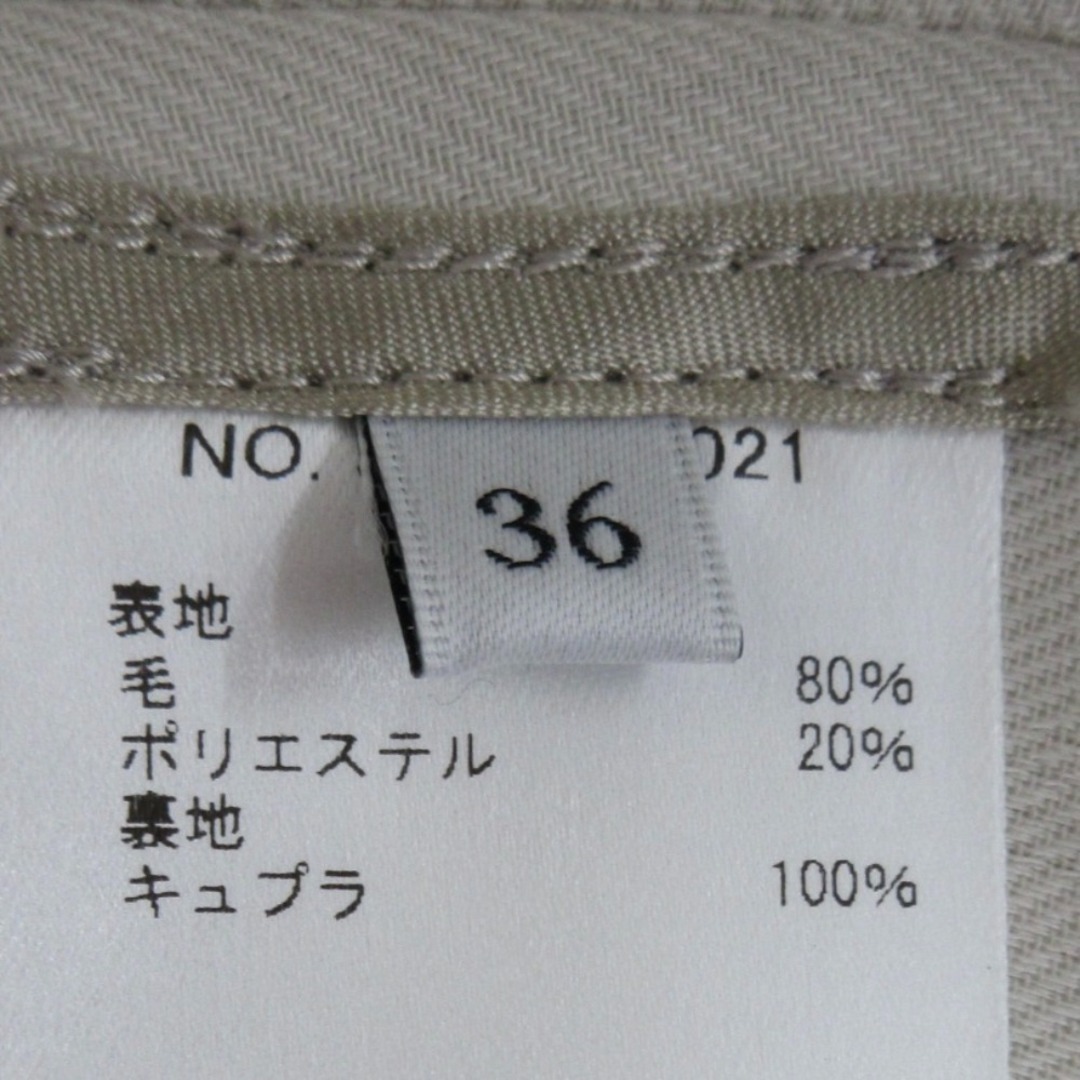 NO. 021
36
表地
毛 80%
ポリエステル 20%
裏地
キュプラ 100%